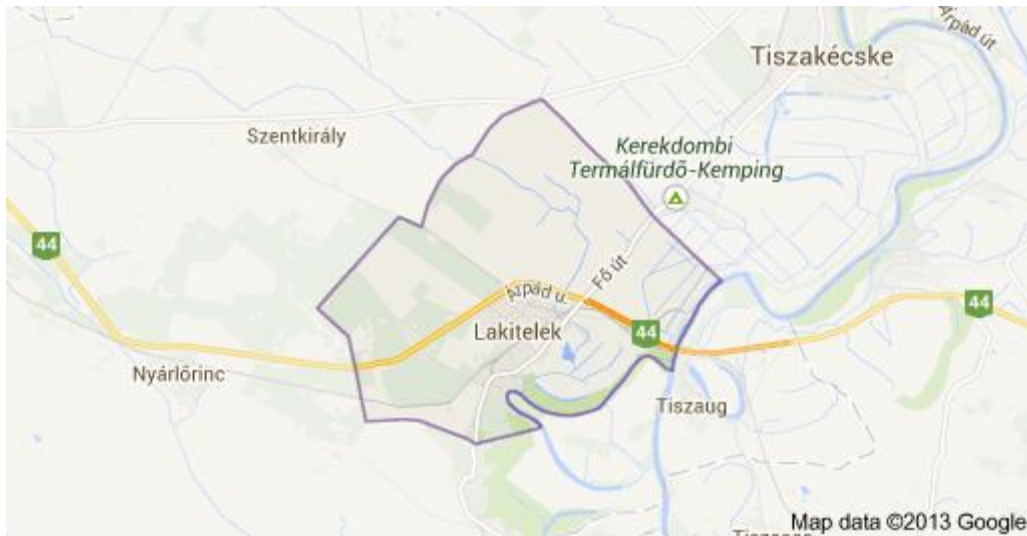 Árpád út
Tiszakécske
Szentkirály
Kerekdombi
Termálfürdő-Kemping
44
Fő út
Árpád u.
44
44
Lakitelek
Nyárlőrinc
Tiszaug
Map data ©2013 Google